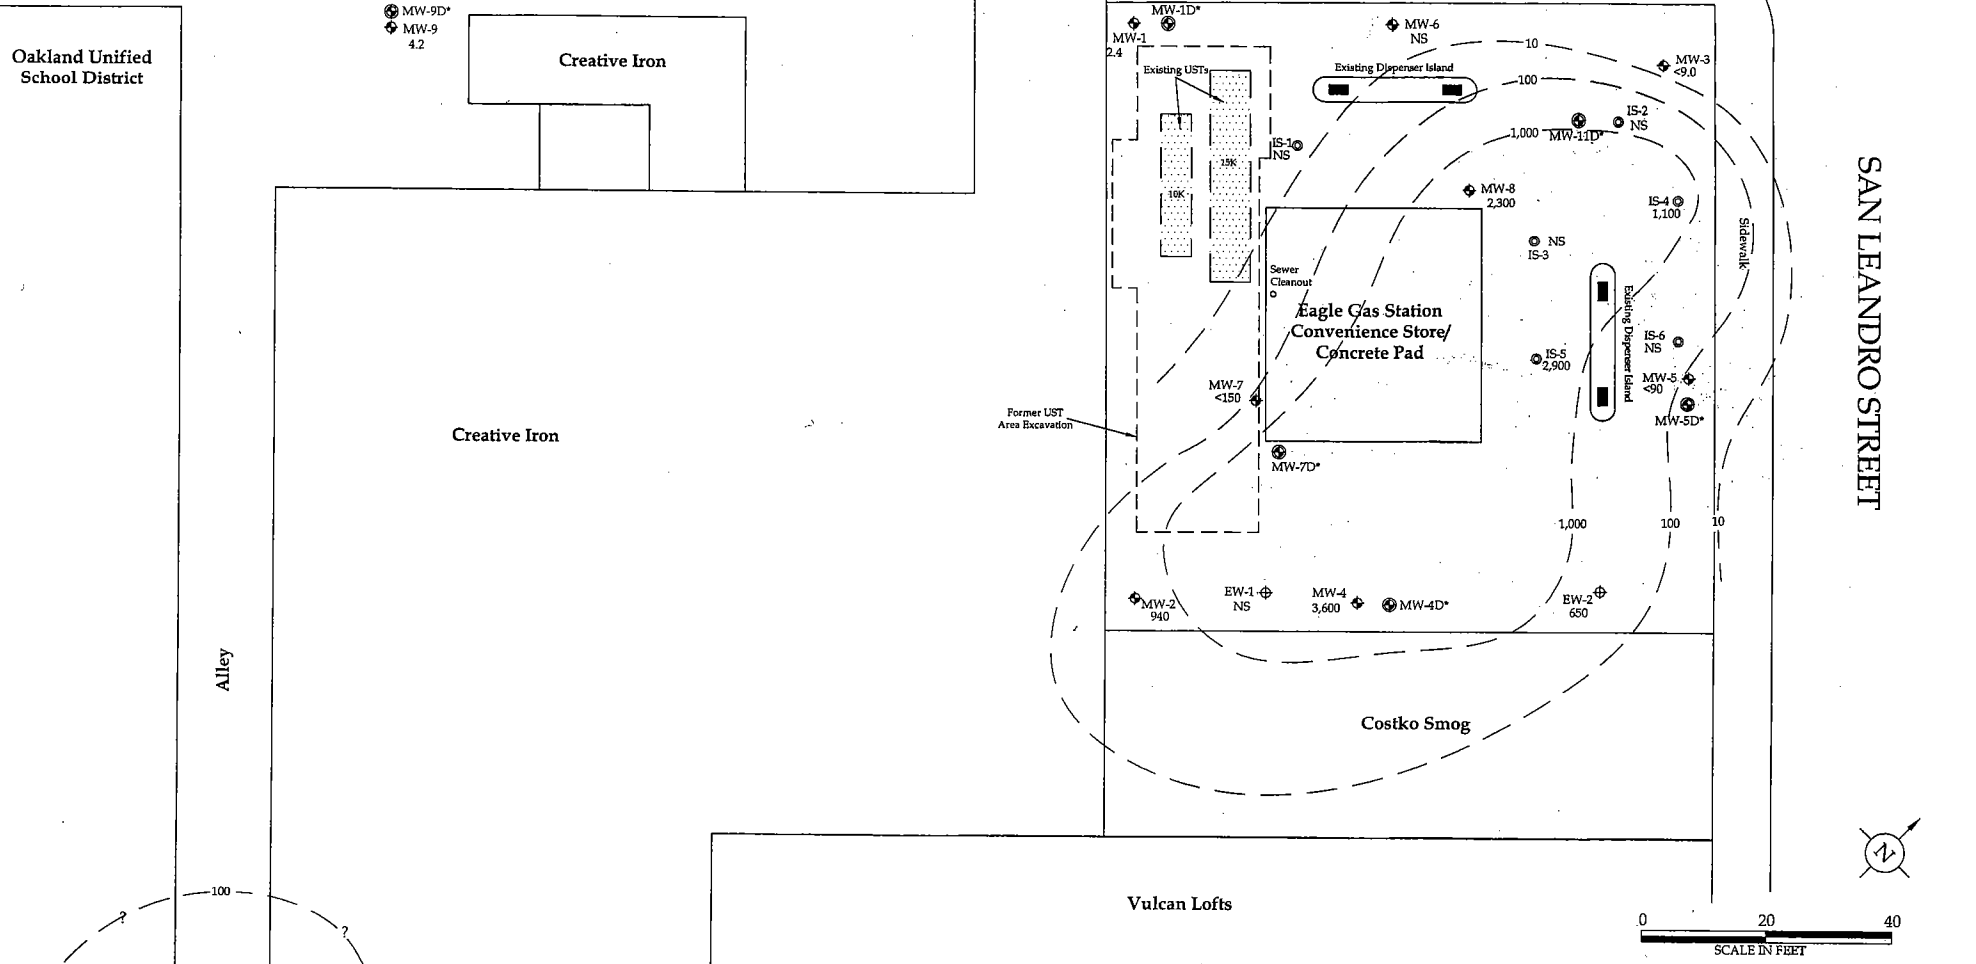 MW-9D*
MW-9
4.2
Oakland Unified
School District
Creative Iron
MW-1D*
MW-1
2.4
MW-6
NS
10
MW-3
<9.0
Existing USTs
Existing Dispenser Island
100
IS-2
NS
MW-11D*
1,000
IS-1
NS
15K
10K
MW-8
2,300
IS-4
1,100
NS
IS-3
Sidewalk
SAN LEANDRO STREET
Sewer
Cleanout
Eagle Gas Station
Convenience Store/
Concrete Pad
Existing Dispenser Island
IS-6
NS
IS-5
2,900
MW-5
<90
MW-5D*
MW-7
<150
Former UST
Area Excavation
Creative Iron
MW-7D*
1,000
100
10
MW-2
940
EW-1
NS
MW-4
3,600
MW-4D*
EW-2
650
Alley
Costko Smog
N
100
?
?
Vulcan Lofts
0
20
40
SCALE IN FEET